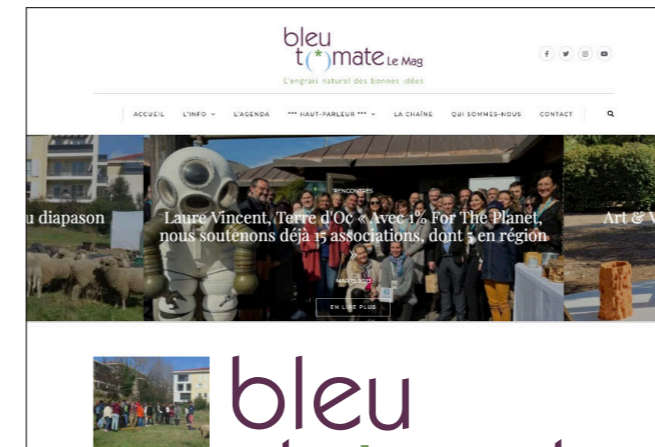 bleu
t(*)mate Le Mag
L'engrais naturel des bonnes idées
ACCUEIL L'INFO L'AGENDA *** HAUT-PARLEUR *** LA CHAÎNE QUI SOMMES-NOUS CONTACT
RENCONTRES
u diapason
Laure Vincent, Terre d'Oc « Avec 1% For The Planet,
nous soutenons déjà 15 associations, dont 5 en région
»
Art & V
EN LIRE PLUS
bleu